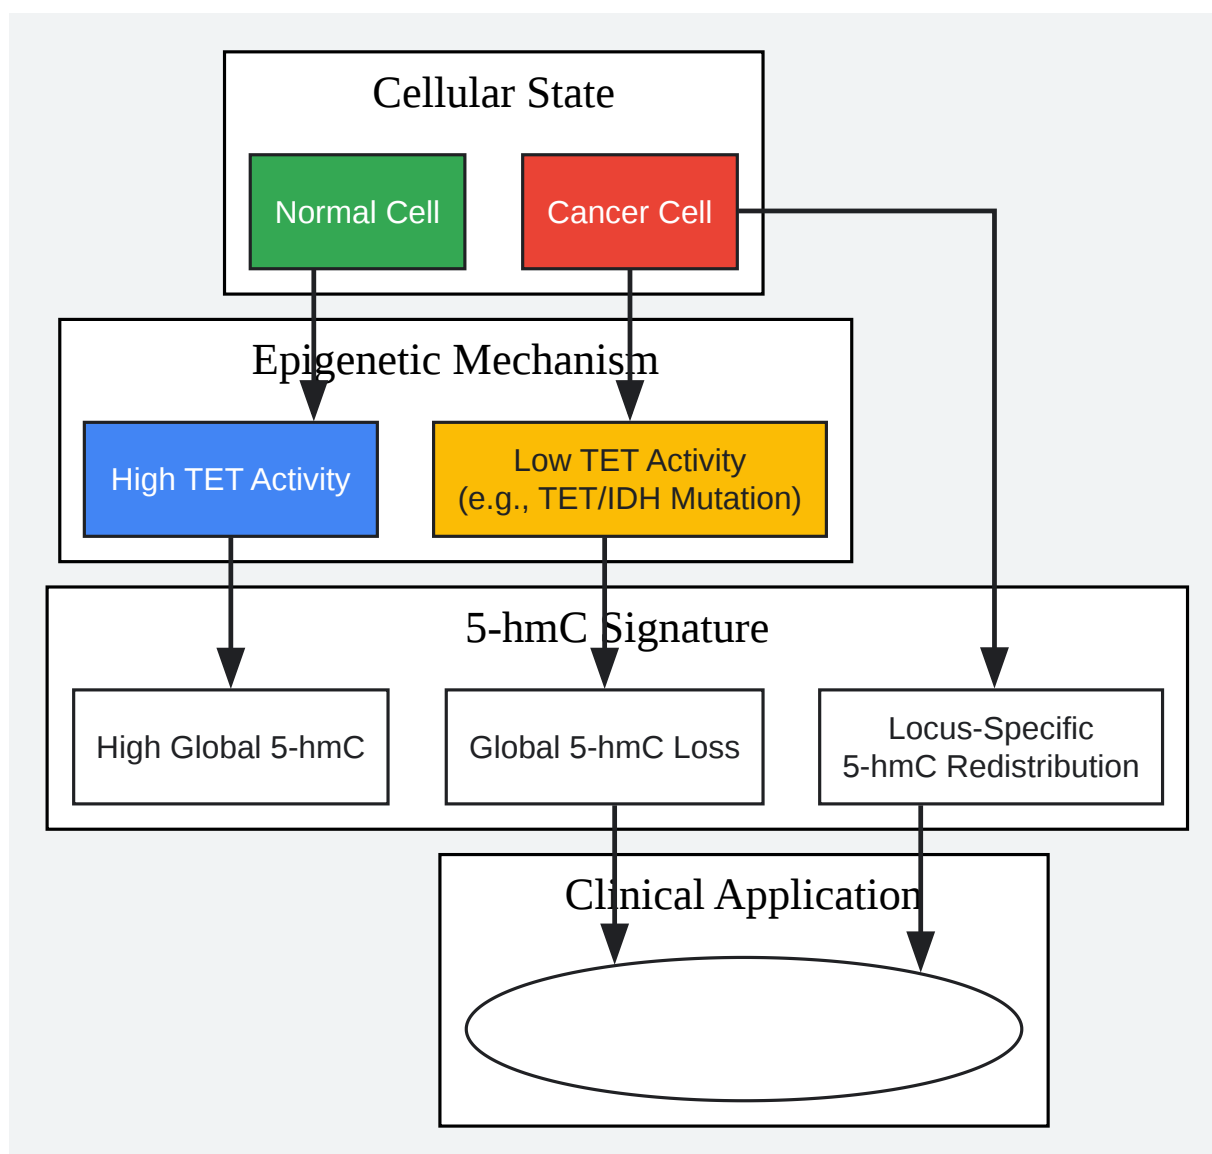 Cellular State
Normal Cell
Cancer Cell
Epigenetic Mechanism
High TET Activity
Low TET Activity
(e.g., TET/IDH Mutation)
5-hmC Signature
High Global 5-hmC
Global 5-hmC Loss
Locus-Specific
5-hmC Redistribution
Clinical Application